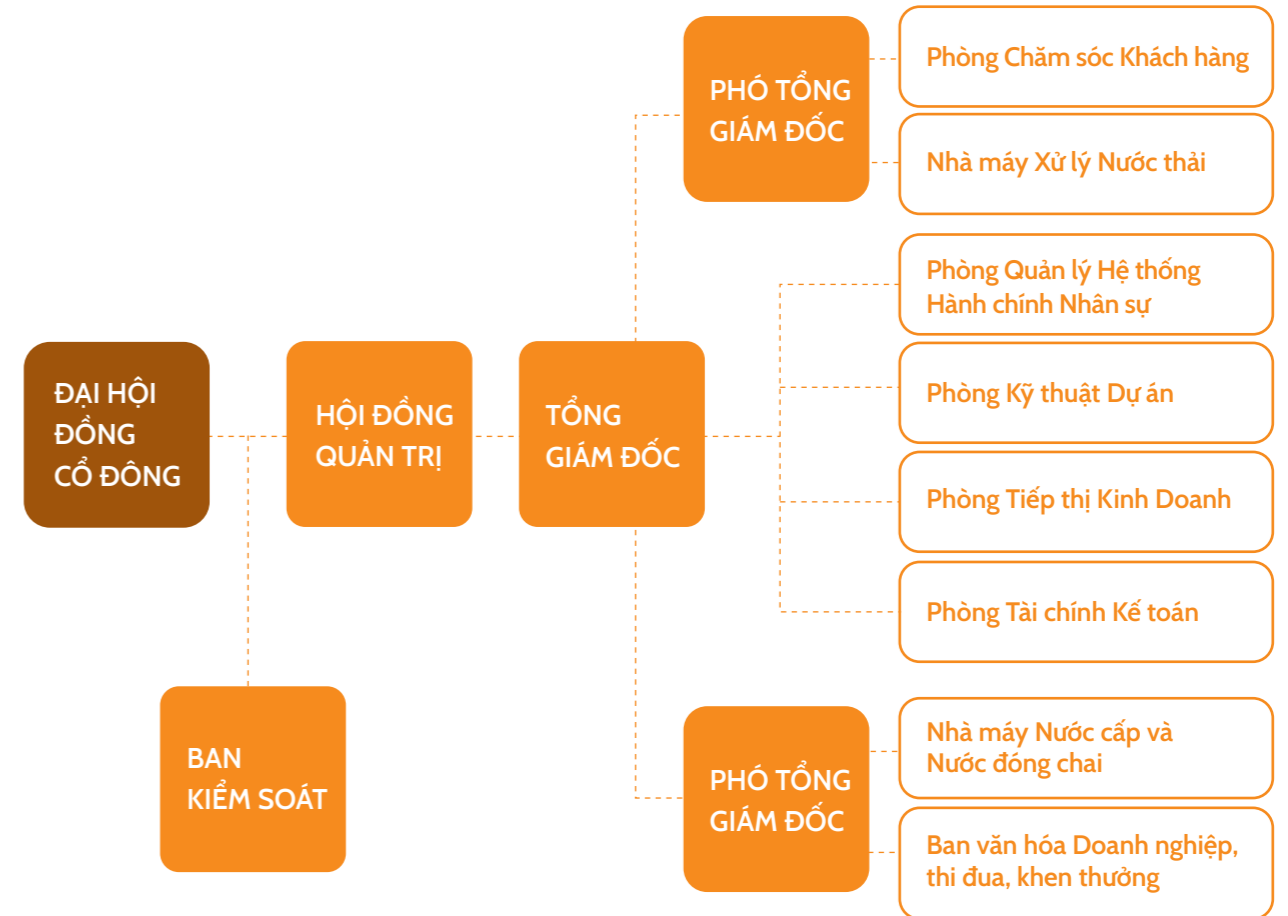 ĐẠI HỘI
ĐỒNG
CỔ ĐÔNG
BAN
KIỂM SOÁT
HỘI ĐỒNG
QUẢN TRỊ
TỔNG
GIÁM ĐỐC
PHÓ TỔNG
GIÁM ĐỐC
Phòng Chăm sóc Khách hàng
Nhà máy Xử lý Nước thải
Phòng Quản lý Hệ thống
Hành chính Nhân sự
Phòng Kỹ thuật Dự án
Phòng Tiếp thị Kinh Doanh
Phòng Tài chính Kế toán
PHÓ TỔNG
GIÁM ĐỐC
Nhà máy Nước cấp và
Nước đóng chai
Ban văn hóa Doanh nghiệp,
thi đua, khen thưởng